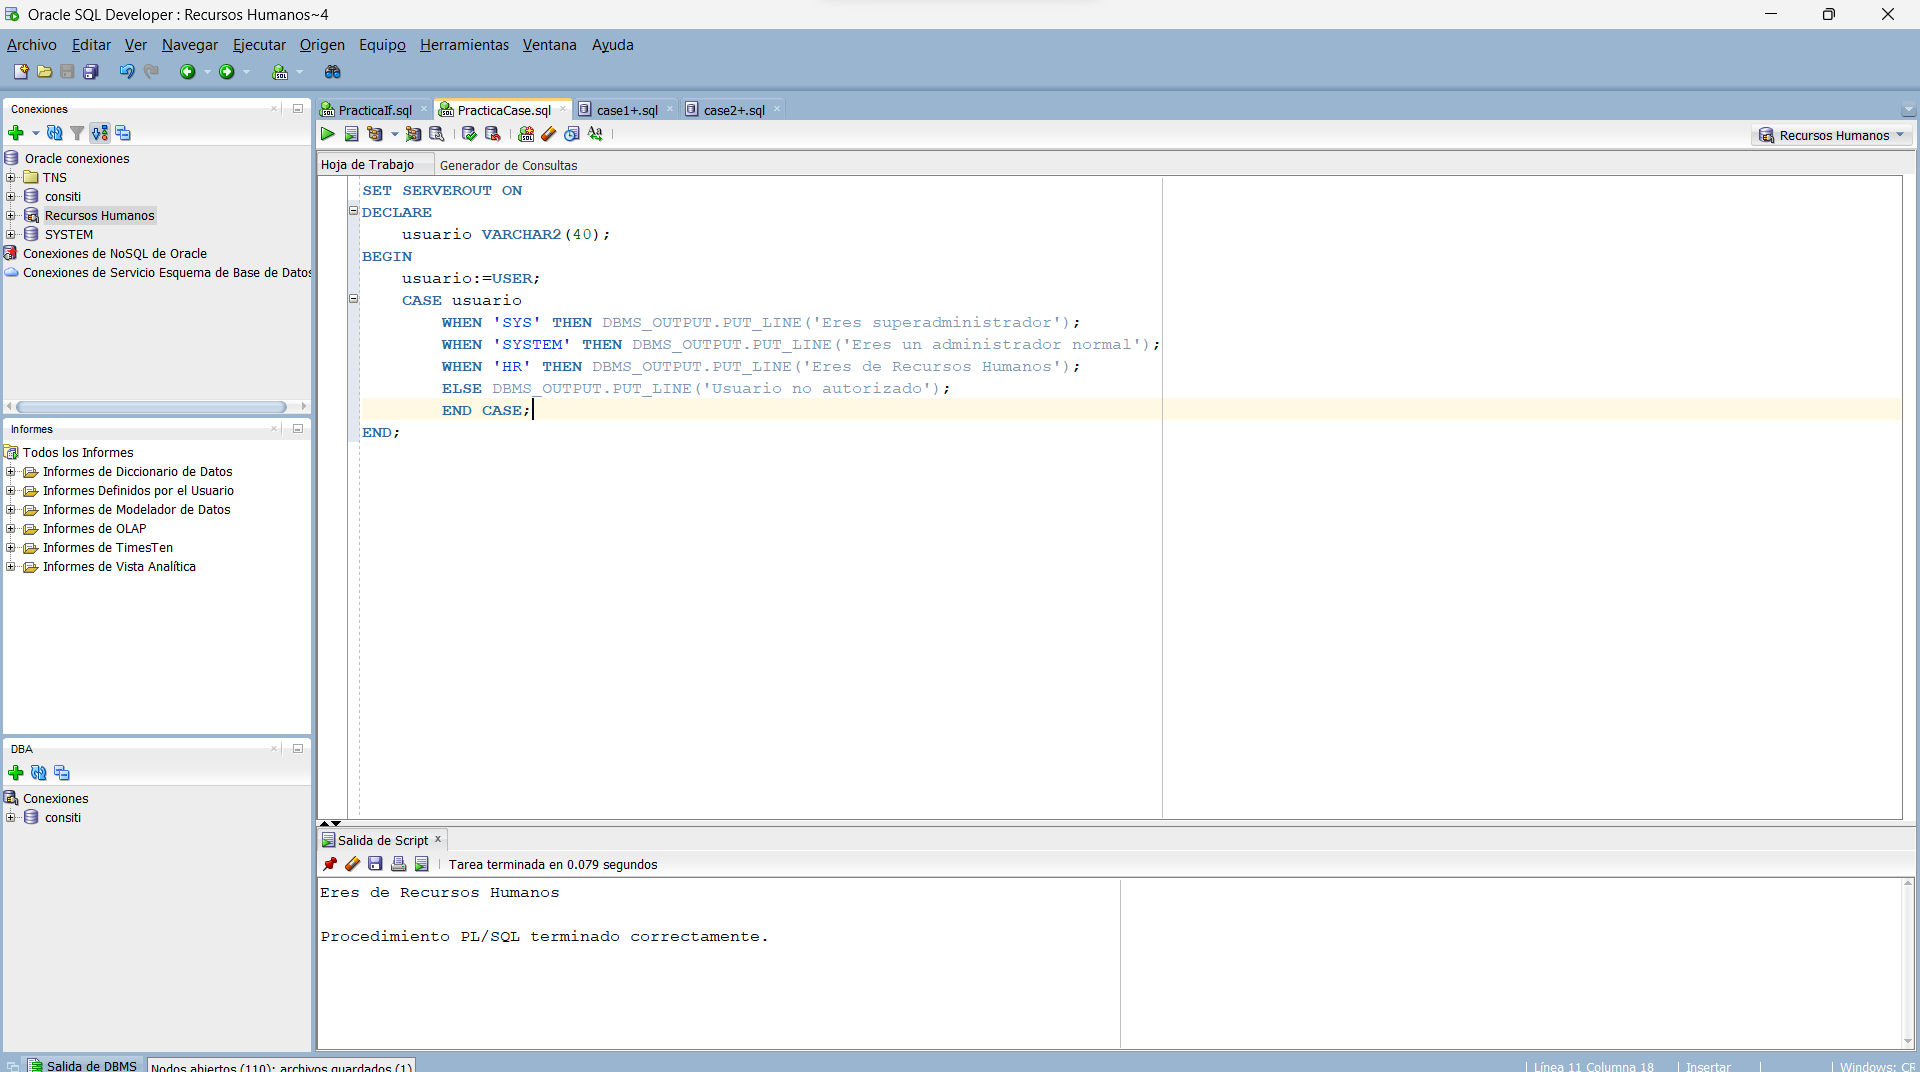 Oracle SQL Developer : Recursos Humanos~4
Archivo Editar Ver Navegar Ejecutar Origen Equipo Herramientas Ventana Ayuda
Conexiones
Oracle conexiones
TNS
consiti
Recursos Humanos
SYSTEM
Conexiones de NoSQL de Oracle
Conexiones de Servicio Esquema de Base de Datos
Informes
Todos los Informes
Informes de Diccionario de Datos
Informes Definidos por el Usuario
Informes de Modelador de Datos
Informes de OLAP
Informes de TimesTen
Informes de Vista Analítica
DBA
Conexiones
consiti
PracticaIf.sql PracticaCase.sql case1+.sql case2+.sql
Recursos Humanos
Hoja de Trabajo Generador de Consultas
SET SERVEROUT ON
DECLARE
usuario VARCHAR2(40);
BEGIN
usuario:=USER;
CASE usuario
WHEN 'SYS' THEN DBMS_OUTPUT.PUT_LINE('Eres superadministrador');
WHEN 'SYSTEM' THEN DBMS_OUTPUT.PUT_LINE('Eres un administrador normal');
WHEN 'HR' THEN DBMS_OUTPUT.PUT_LINE('Eres de Recursos Humanos');
ELSE DBMS_OUTPUT.PUT_LINE('Usuario no autorizado');
END CASE;
END;
Salida de Script
Tarea terminada en 0.079 segundos
Eres de Recursos Humanos
Procedimiento PL/SQL terminado correctamente.
Salida de DBMS
Nodos abiertos (110); archivos guardados (1)
Línea 11 Columna 18 Insertar Windows: CR